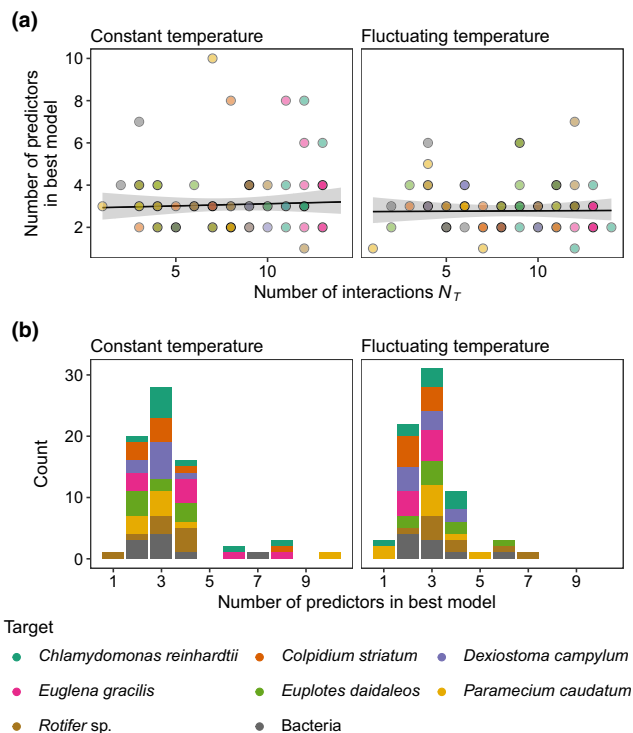 (a)
Constant temperature
Fluctuating temperature
Number of predictors
in best model
10
8
6
4
2
5
10
5
10
Number of interactions N_T
(b)
Constant temperature
Fluctuating temperature
Count
30
20
10
0
1
3
5
7
9
1
3
5
7
9
Number of predictors in best model
Target
Chlamydomonas reinhardtii
Colpidium striatum
Dexiostoma campylum
Euglena gracilis
Euplotes daidaleos
Paramecium caudatum
Rotifer sp.
Bacteria